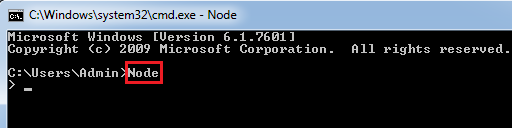 C:\Windows\system32\cmd.exe - Node
Microsoft Windows [Version 6.1.7601]
Copyright (c) 2009 Microsoft Corporation.  All rights reserved.
C:\Users\Admin>Node
> _